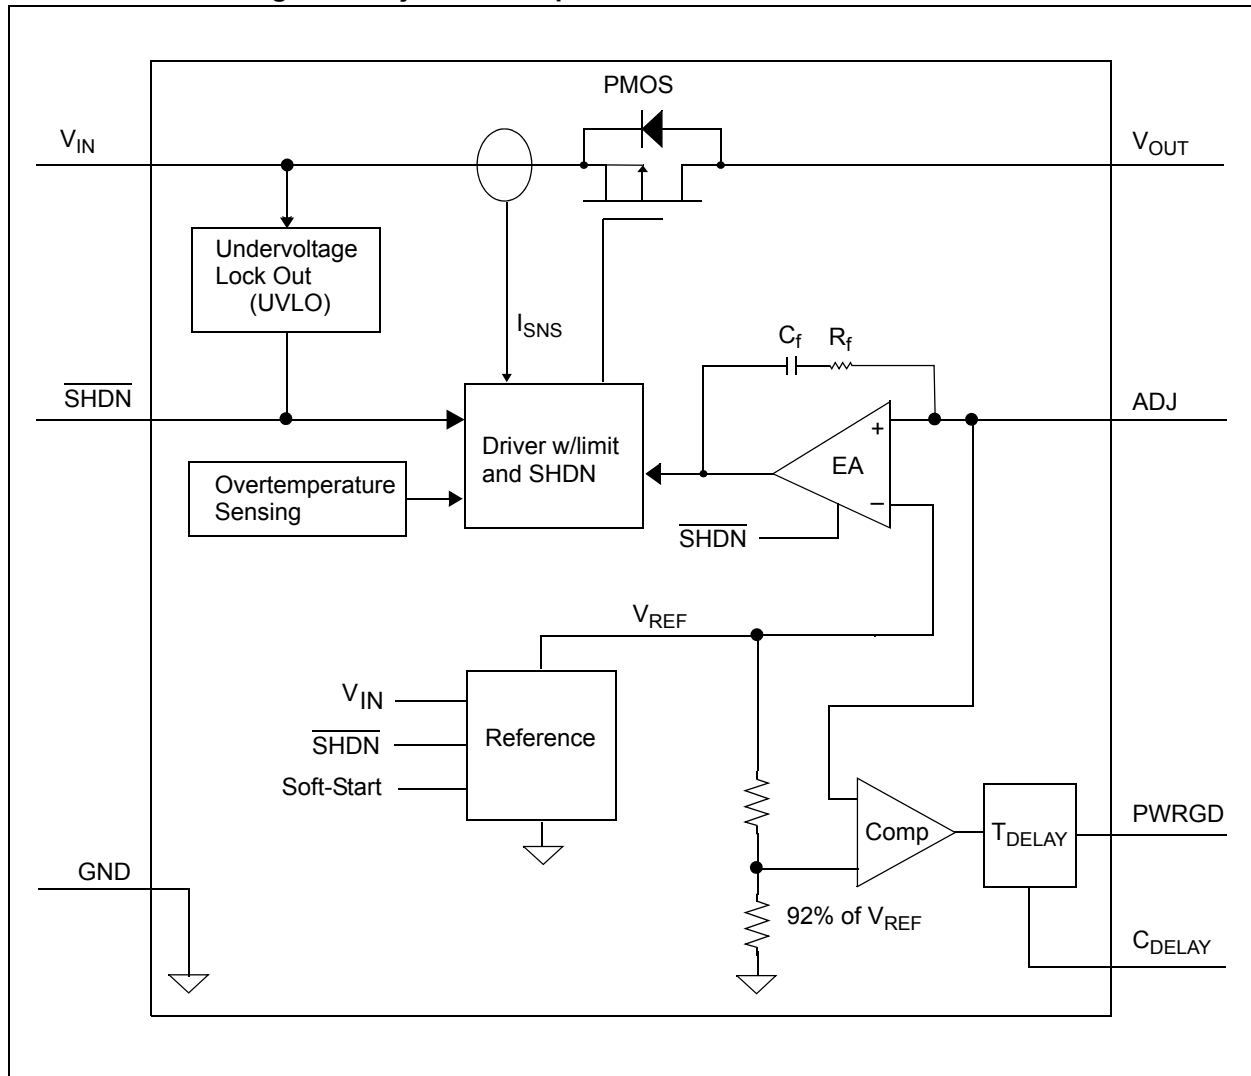 PMOS
VIN
VOUT
Undervoltage
Lock Out
(UVLO)
ISNS
Cf
Rf
SHDN
ADJ
+
Driver w/limit
and SHDN
EA
Overtemperature
Sensing
−
SHDN
VREF
VIN
SHDN
Reference
Soft-Start
Comp
TDELAY
PWRGD
GND
92% of VREF
CDELAY